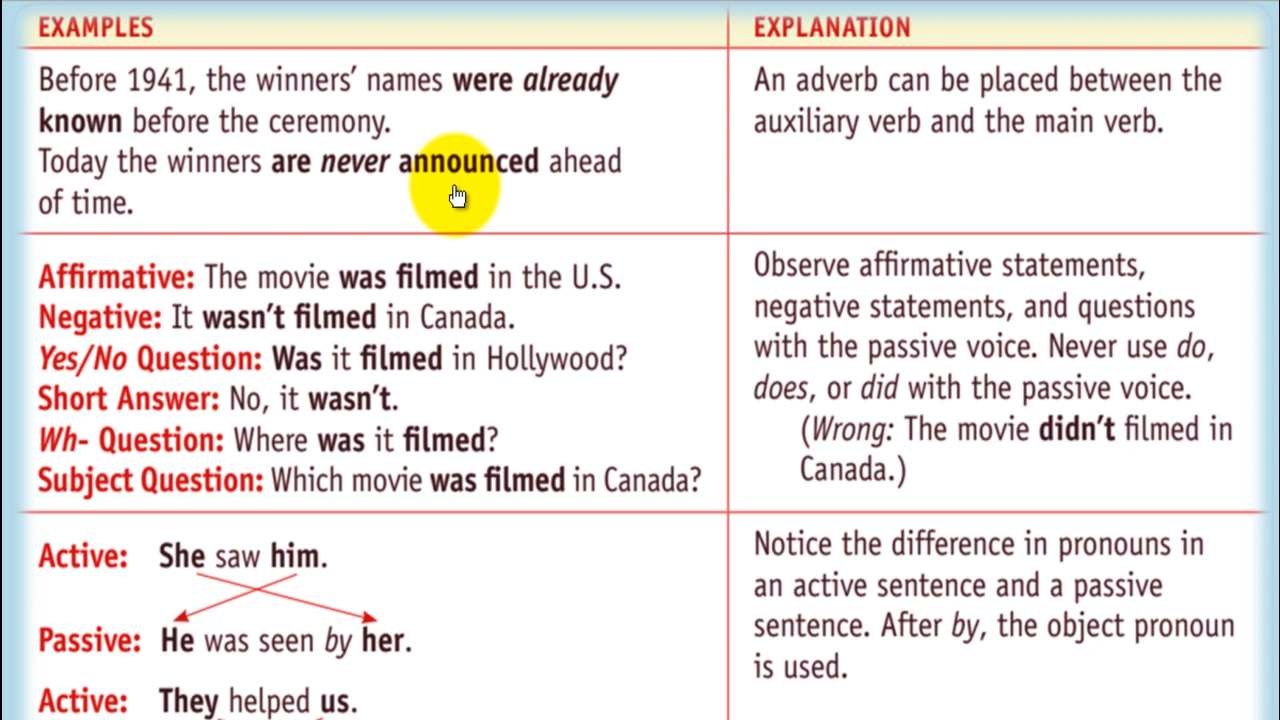 EXAMPLES
EXPLANATION
Before 1941, the winners’ names were already
known before the ceremony.
Today the winners are never announced ahead
of time.
An adverb can be placed between the
auxiliary verb and the main verb.
Affirmative: The movie was filmed in the U.S.
Negative: It wasn’t filmed in Canada.
Yes/No Question: Was it filmed in Hollywood?
Short Answer: No, it wasn’t.
Wh- Question: Where was it filmed?
Subject Question: Which movie was filmed in Canada?
Observe affirmative statements,
negative statements, and questions
with the passive voice. Never use do,
does, or did with the passive voice.
(Wrong: The movie didn’t filmed in
Canada.)
Active: She saw him.
Passive: He was seen by her.
Active: They helped us.
Notice the difference in pronouns in
an active sentence and a passive
sentence. After by, the object pronoun
is used.